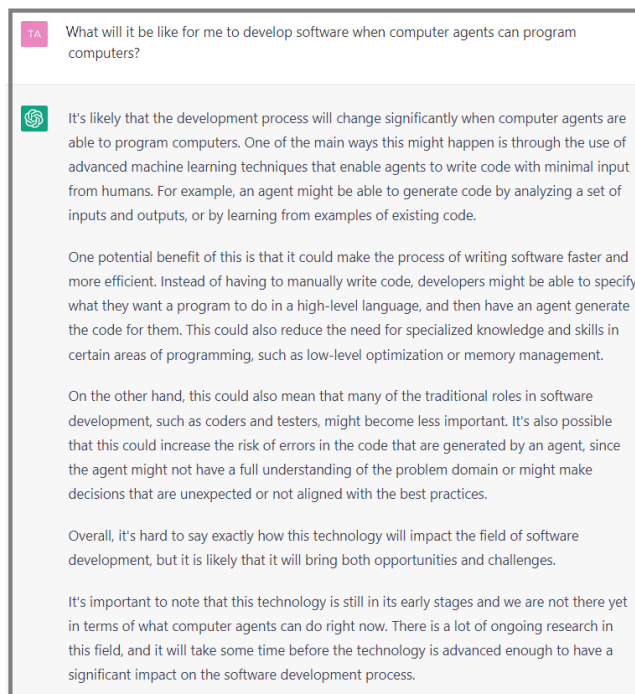 TA
What will it be like for me to develop software when computer agents can program
computers?
It's likely that the development process will change significantly when computer agents are
able to program computers. One of the main ways this might happen is through the use of
advanced machine learning techniques that enable agents to write code with minimal input
from humans. For example, an agent might be able to generate code by analyzing a set of
inputs and outputs, or by learning from examples of existing code.
One potential benefit of this is that it could make the process of writing software faster and
more efficient. Instead of having to manually write code, developers might be able to specify
what they want a program to do in a high-level language, and then have an agent generate
the code for them. This could also reduce the need for specialized knowledge and skills in
certain areas of programming, such as low-level optimization or memory management.
On the other hand, this could also mean that many of the traditional roles in software
development, such as coders and testers, might become less important. It's also possible
that this could increase the risk of errors in the code that are generated by an agent, since
the agent might not have a full understanding of the problem domain or might make
decisions that are unexpected or not aligned with the best practices.
Overall, it's hard to say exactly how this technology will impact the field of software
development, but it is likely that it will bring both opportunities and challenges.
It's important to note that this technology is still in its early stages and we are not there yet
in terms of what computer agents can do right now. There is a lot of ongoing research in
this field, and it will take some time before the technology is advanced enough to have a
significant impact on the software development process.